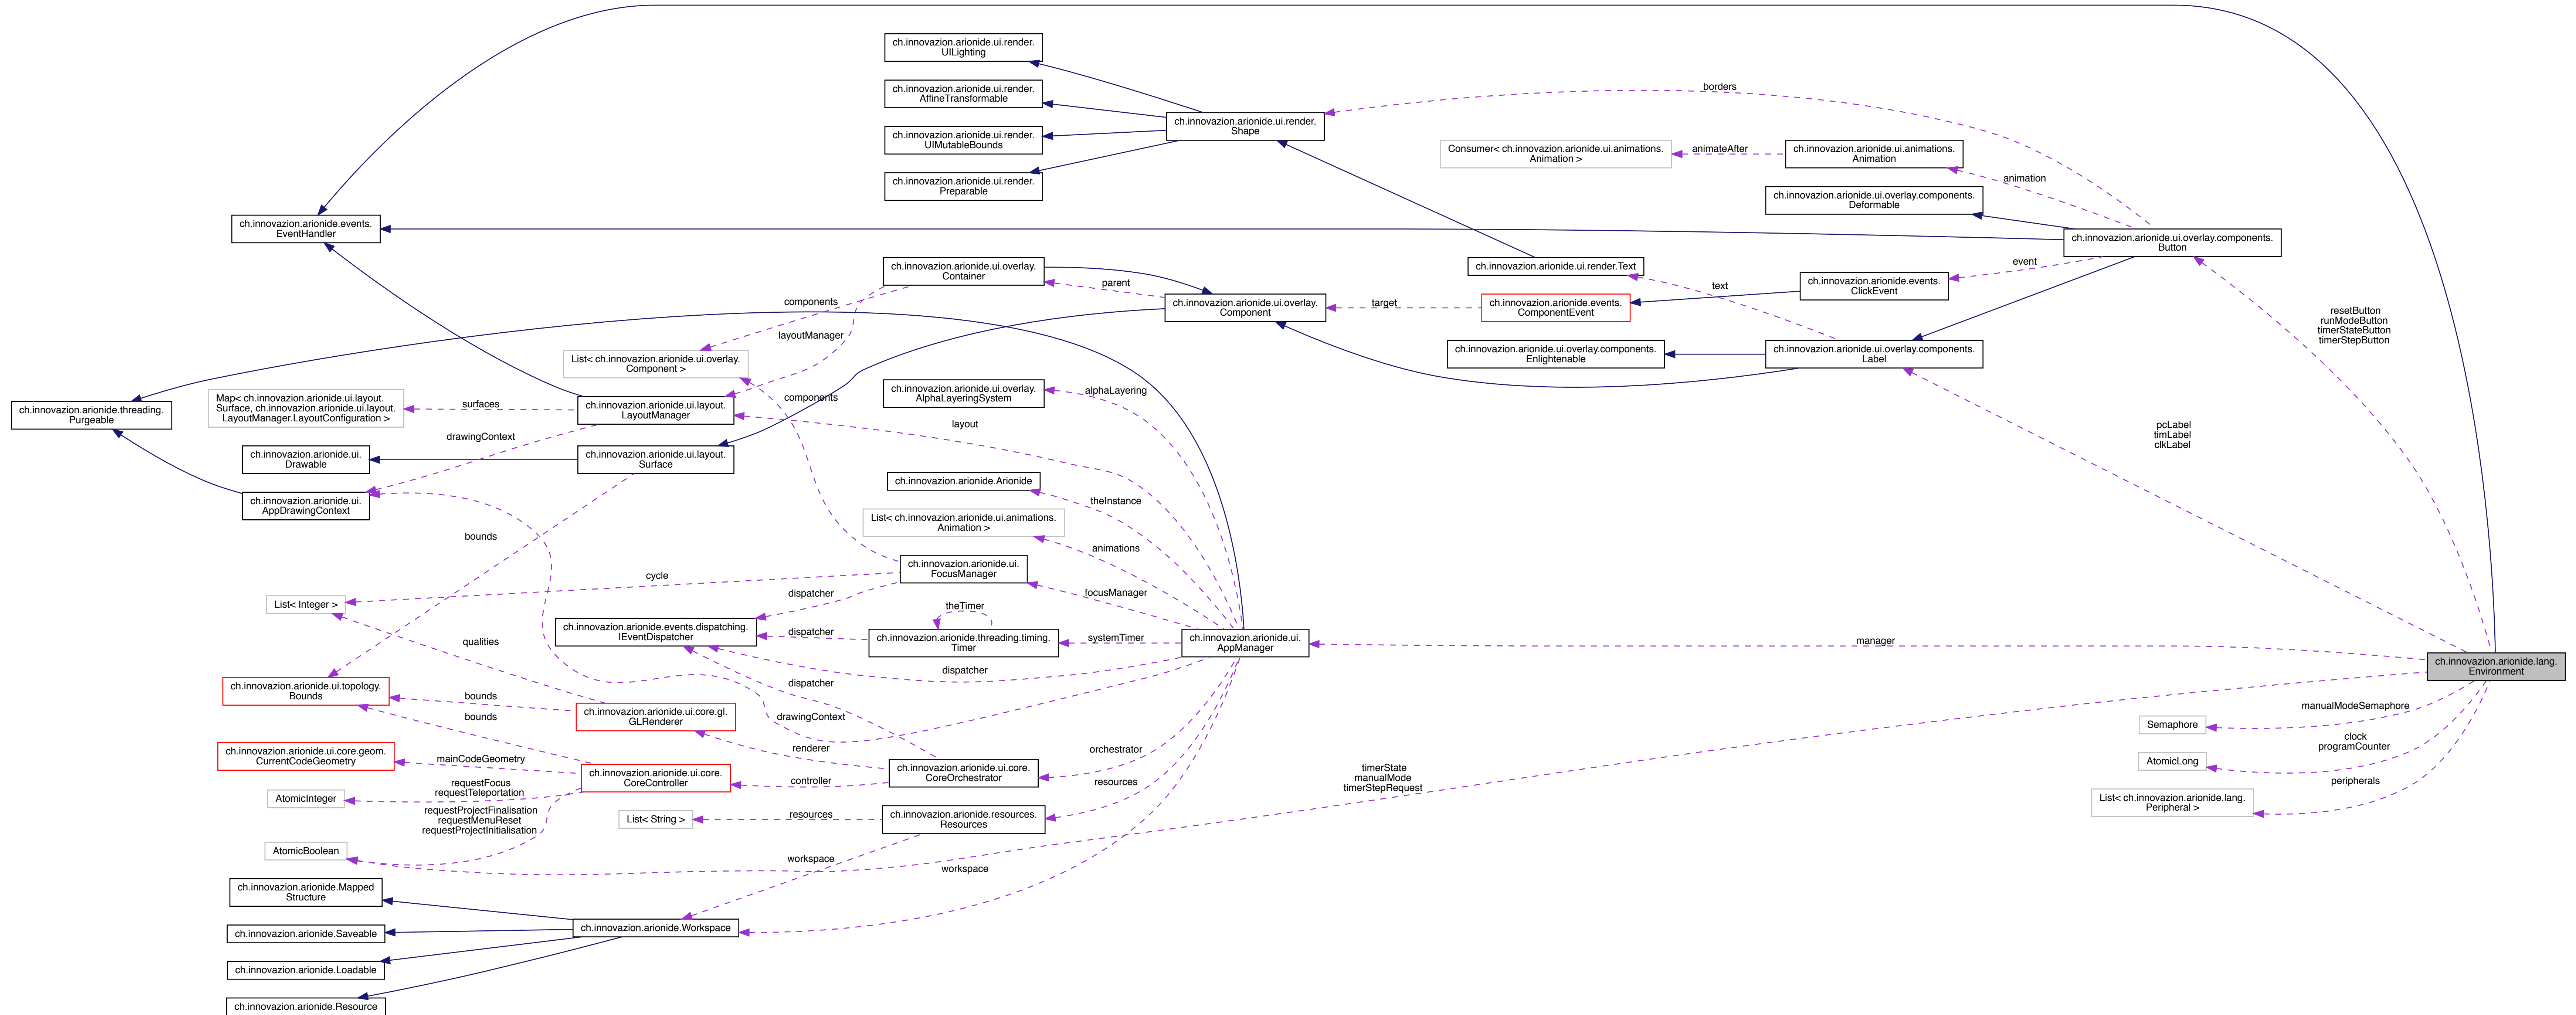 ch.innovazion.arionide.ui.render.
UILighting
ch.innovazion.arionide.ui.render.
AffineTransformable
borders
ch.innovazion.arionide.ui.render.
Shape
ch.innovazion.arionide.ui.render.
UIMutableBounds
Consumer< ch.innovazion.arionide.ui.animations.
Animation >
animateAfter
ch.innovazion.arionide.ui.animations.
Animation
ch.innovazion.arionide.ui.render.
Preparable
animation
ch.innovazion.arionide.ui.overlay.components.
Deformable
ch.innovazion.arionide.events.
EventHandler
ch.innovazion.arionide.ui.overlay.components.
Button
ch.innovazion.arionide.ui.overlay.
Container
ch.innovazion.arionide.ui.render.Text
event
parent
text
ch.innovazion.arionide.events.
ClickEvent
components
ch.innovazion.arionide.ui.overlay.
Component
target
ch.innovazion.arionide.events.
ComponentEvent
resetButton
runModeButton
timerStateButton
timerStepButton
layoutManager
List< ch.innovazion.arionide.ui.overlay.
Component >
ch.innovazion.arionide.ui.overlay.components.
Enlightenable
ch.innovazion.arionide.ui.overlay.components.
Label
ch.innovazion.arionide.ui.overlay.
AlphaLayeringSystem
alphaLayering
components
ch.innovazion.arionide.threading.
Purgeable
Map< ch.innovazion.arionide.ui.layout.
Surface, ch.innovazion.arionide.ui.layout.
LayoutManager.LayoutConfiguration >
surfaces
ch.innovazion.arionide.ui.layout.
LayoutManager
layout
pcLabel
timLabel
clkLabel
drawingContext
ch.innovazion.arionide.ui.
Drawable
ch.innovazion.arionide.ui.layout.
Surface
ch.innovazion.arionide.Arionide
theInstance
ch.innovazion.arionide.ui.
AppDrawingContext
List< ch.innovazion.arionide.ui.animations.
Animation >
bounds
animations
ch.innovazion.arionide.ui.
FocusManager
cycle
dispatcher
focusManager
List< Integer >
theTimer
ch.innovazion.arionide.events.dispatching.
IEventDispatcher
dispatcher
ch.innovazion.arionide.threading.timing.
Timer
systemTimer
ch.innovazion.arionide.ui.
AppManager
manager
qualities
dispatcher
ch.innovazion.arionide.lang.
Environment
ch.innovazion.arionide.ui.topology.
Bounds
dispatcher
bounds
ch.innovazion.arionide.ui.core.gl.
GLRenderer
drawingContext
bounds
manualModeSemaphore
Semaphore
ch.innovazion.arionide.ui.core.geom.
CurrentCodeGeometry
renderer
orchestrator
clock
programCounter
mainCodeGeometry
AtomicLong
ch.innovazion.arionide.ui.core.
CoreController
controller
ch.innovazion.arionide.ui.core.
CoreOrchestrator
timerState
manualMode
timerStepRequest
resources
peripherals
requestFocus
requestTeleportation
AtomicInteger
List< ch.innovazion.arionide.lang.
Peripheral >
requestProjectFinalisation
requestMenuReset
requestProjectInitialisation
List< String >
resources
ch.innovazion.arionide.resources.
Resources
AtomicBoolean
workspace
workspace
ch.innovazion.arionide.Mapped
Structure
ch.innovazion.arionide.Workspace
ch.innovazion.arionide.Saveable
ch.innovazion.arionide.Loadable
ch.innovazion.arionide.Resource